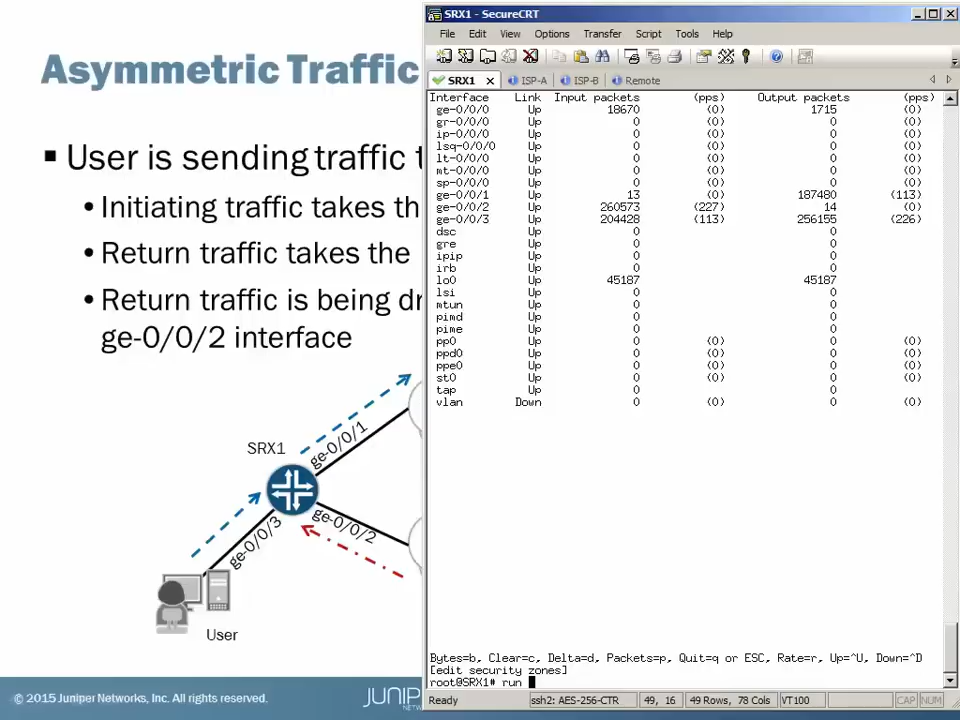 Asymmetric Traffic
▪ User is sending traffic t
• Initiating traffic takes th
• Return traffic takes the
• Return traffic is being dr
ge-0/0/2 interface
SRX1
ge-0/0/1
ge-0/0/2
ge-0/0/3
User
© 2015 Juniper Networks, Inc. All rights reserved.
JUNIP
SRX1 - SecureCRT
File Edit View Options Transfer Script Tools Help
SRX1 ISP-A ISP-B Remote
Interface Link Input packets (pps) Output packets (pps)
ge-0/0/0 Up 18670 (0) 1715 (0)
gr-0/0/0 Up 0 (0) 0 (0)
ip-0/0/0 Up 0 (0) 0 (0)
lsq-0/0/0 Up 0 (0) 0 (0)
lt-0/0/0 Up 0 (0) 0 (0)
mt-0/0/0 Up 0 (0) 0 (0)
sp-0/0/0 Up 0 (0) 0 (0)
ge-0/0/1 Up 13 (0) 187480 (113)
ge-0/0/2 Up 260573 (227) 14 (0)
ge-0/0/3 Up 204428 (113) 256155 (226)
dsc Up 0 0
gre Up 0 0
ipip Up 0 0
irb Up 0 0
lo0 Up 45187 45187
lsi Up 0 0
mtun Up 0 0
pimd Up 0 0
pime Up 0 0
pp0 Up 0 (0) 0 (0)
ppd0 Up 0 (0) 0 (0)
ppe0 Up 0 (0) 0 (0)
st0 Up 0 (0) 0 (0)
tap Up 0 0
vlan Down 0 (0) 0 (0)
Bytes=b, Clear=c, Delta=d, Packets=p, Quit=q or ESC, Rate=r, Up=^U, Down=^D
[edit security zones]
root@SRX1# run
Ready ssh2: AES-256-CTR 49, 16 49 Rows, 78 Cols VT100 CAP NUM